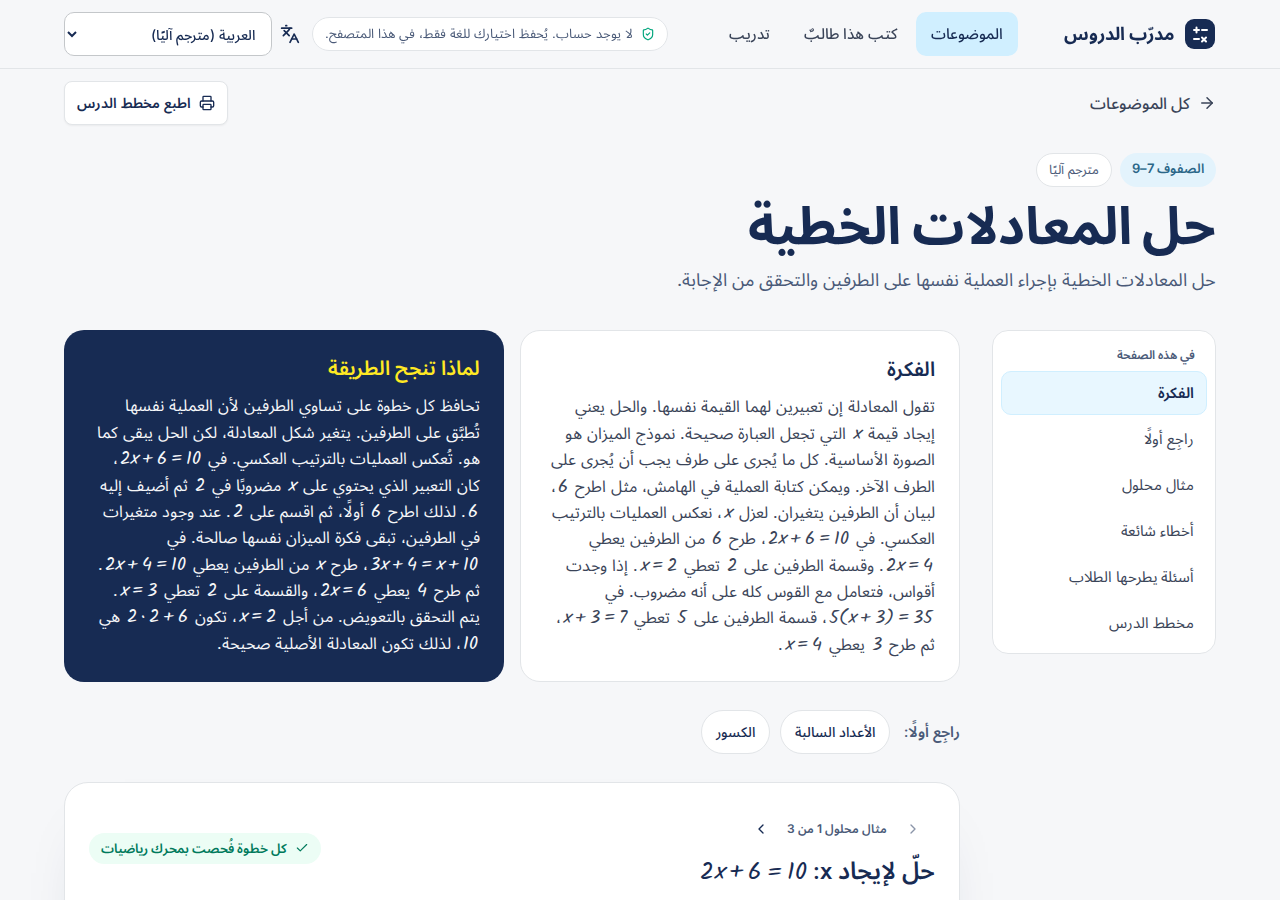 مدرّب الدروس
الموضوعات
كتب هذا طالبٌ
تدريب
لا يوجد حساب. يُحفظ اختيارك للغة فقط، في هذا المتصفح.
العربية (مترجم آليًا)
كل الموضوعات
اطبع مخطط الدرس
الصفوف 7–9
مترجم آليًا
حل المعادلات الخطية
حل المعادلات الخطية بإجراء العملية نفسها على الطرفين والتحقق من الإجابة.
في هذه الصفحة
الفكرة
راجِع أولًا
مثال محلول
أخطاء شائعة
أسئلة يطرحها الطلاب
مخطط الدرس
الفكرة
تقول المعادلة إن تعبيرين لهما القيمة نفسها. والحل يعني
إيجاد قيمة x التي تجعل العبارة صحيحة. نموذج الميزان هو
الصورة الأساسية. كل ما يُجرى على طرف يجب أن يُجرى على
الطرف الآخر. ويمكن كتابة العملية في الهامش، مثل اطرح 6،
لبيان أن الطرفين يتغيران. لعزل x، نعكس العمليات بالترتيب
العكسي. في 2x + 6 = 10، طرح 6 من الطرفين يعطي
2x = 4. وقسمة الطرفين على 2 تعطي x = 2. إذا وجدت
أقواس، فتعامل مع القوس كله على أنه مضروب. في
5(x + 3) = 35، قسمة الطرفين على 5 تعطي x + 3 = 7،
ثم طرح 3 يعطي x = 4.
لماذا تنجح الطريقة
تحافظ كل خطوة على تساوي الطرفين لأن العملية نفسها
تُطبَّق على الطرفين. يتغير شكل المعادلة، لكن الحل يبقى كما
هو. تُعكس العمليات بالترتيب العكسي. في 2x + 6 = 10،
كان التعبير الذي يحتوي على x مضروبًا في 2 ثم أضيف إليه
6. لذلك اطرح 6 أولًا، ثم اقسم على 2. عند وجود متغيرات
في الطرفين، تبقى فكرة الميزان نفسها صالحة. في
3x + 4 = x + 10، طرح x من الطرفين يعطي 2x + 4 = 10.
ثم طرح 4 يعطي 2x = 6، والقسمة على 2 تعطي x = 3.
يتم التحقق بالتعويض. من أجل x = 2، تكون 2 · 2 + 6 هي
10، لذلك تكون المعادلة الأصلية صحيحة.
راجِع أولًا:
الأعداد السالبة
الكسور
مثال محلول 1 من 3
كل خطوة فُحصت بمحرك رياضيات
حلّ لإيجاد x: 2x + 6 = 10